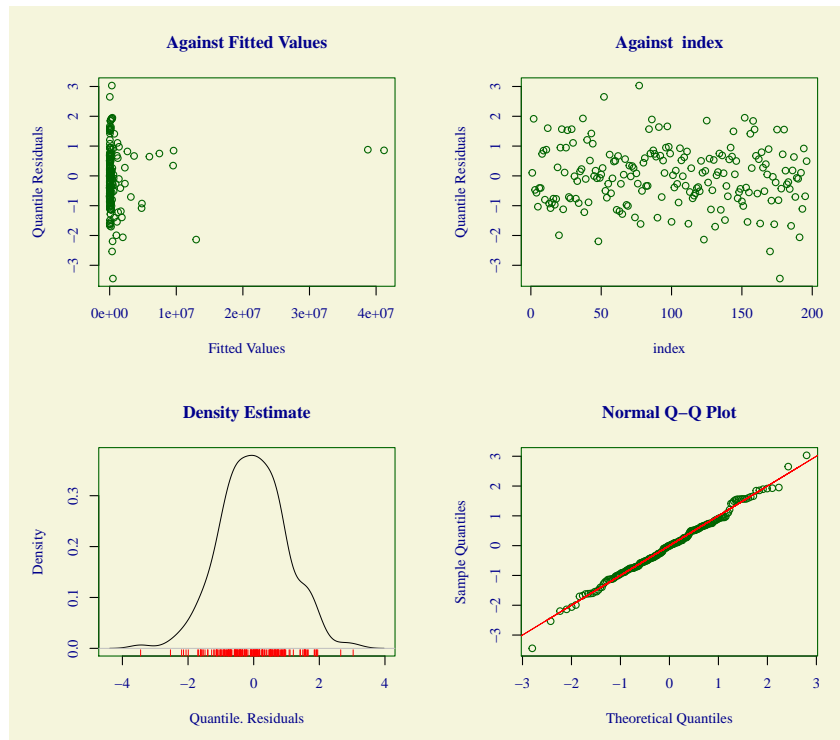 Against Fitted Values
Quantile Residuals
3
2
1
0
−1
−2
−3
0e+00 1e+07 2e+07 3e+07 4e+07
Fitted Values
Against index
Quantile Residuals
3
2
1
0
−1
−2
−3
0 50 100 150 200
index
Density Estimate
Density
0.3
0.2
0.1
0.0
−4 −2 0 2 4
Quantile. Residuals
Normal Q−Q Plot
Sample Quantiles
3
2
1
0
−1
−2
−3
−3 −2 −1 0 1 2 3
Theoretical Quantiles